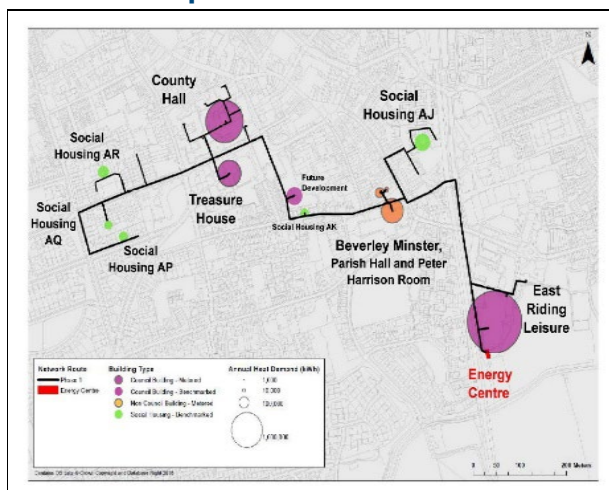 County
Hall
Social
Housing AJ
Social
Housing AR
Future
Development
Treasure
House
Social
Housing
AQ
Social Housing AK
Social
Housing AP
Beverley Minster,
Parish Hall and Peter
Harrison Room
East
Riding
Leisure
Energy
Centre
Network Route
Phase 1
Energy Centre
Building Type
Council Building - Metered
Council Building - Benchmarked
Non Council Building - Metered
Social Housing - Benchmarked
Annual Heat Demand (kWh)
1,000
10,000
100,000
1,000,000
0 50 100 200 Meters